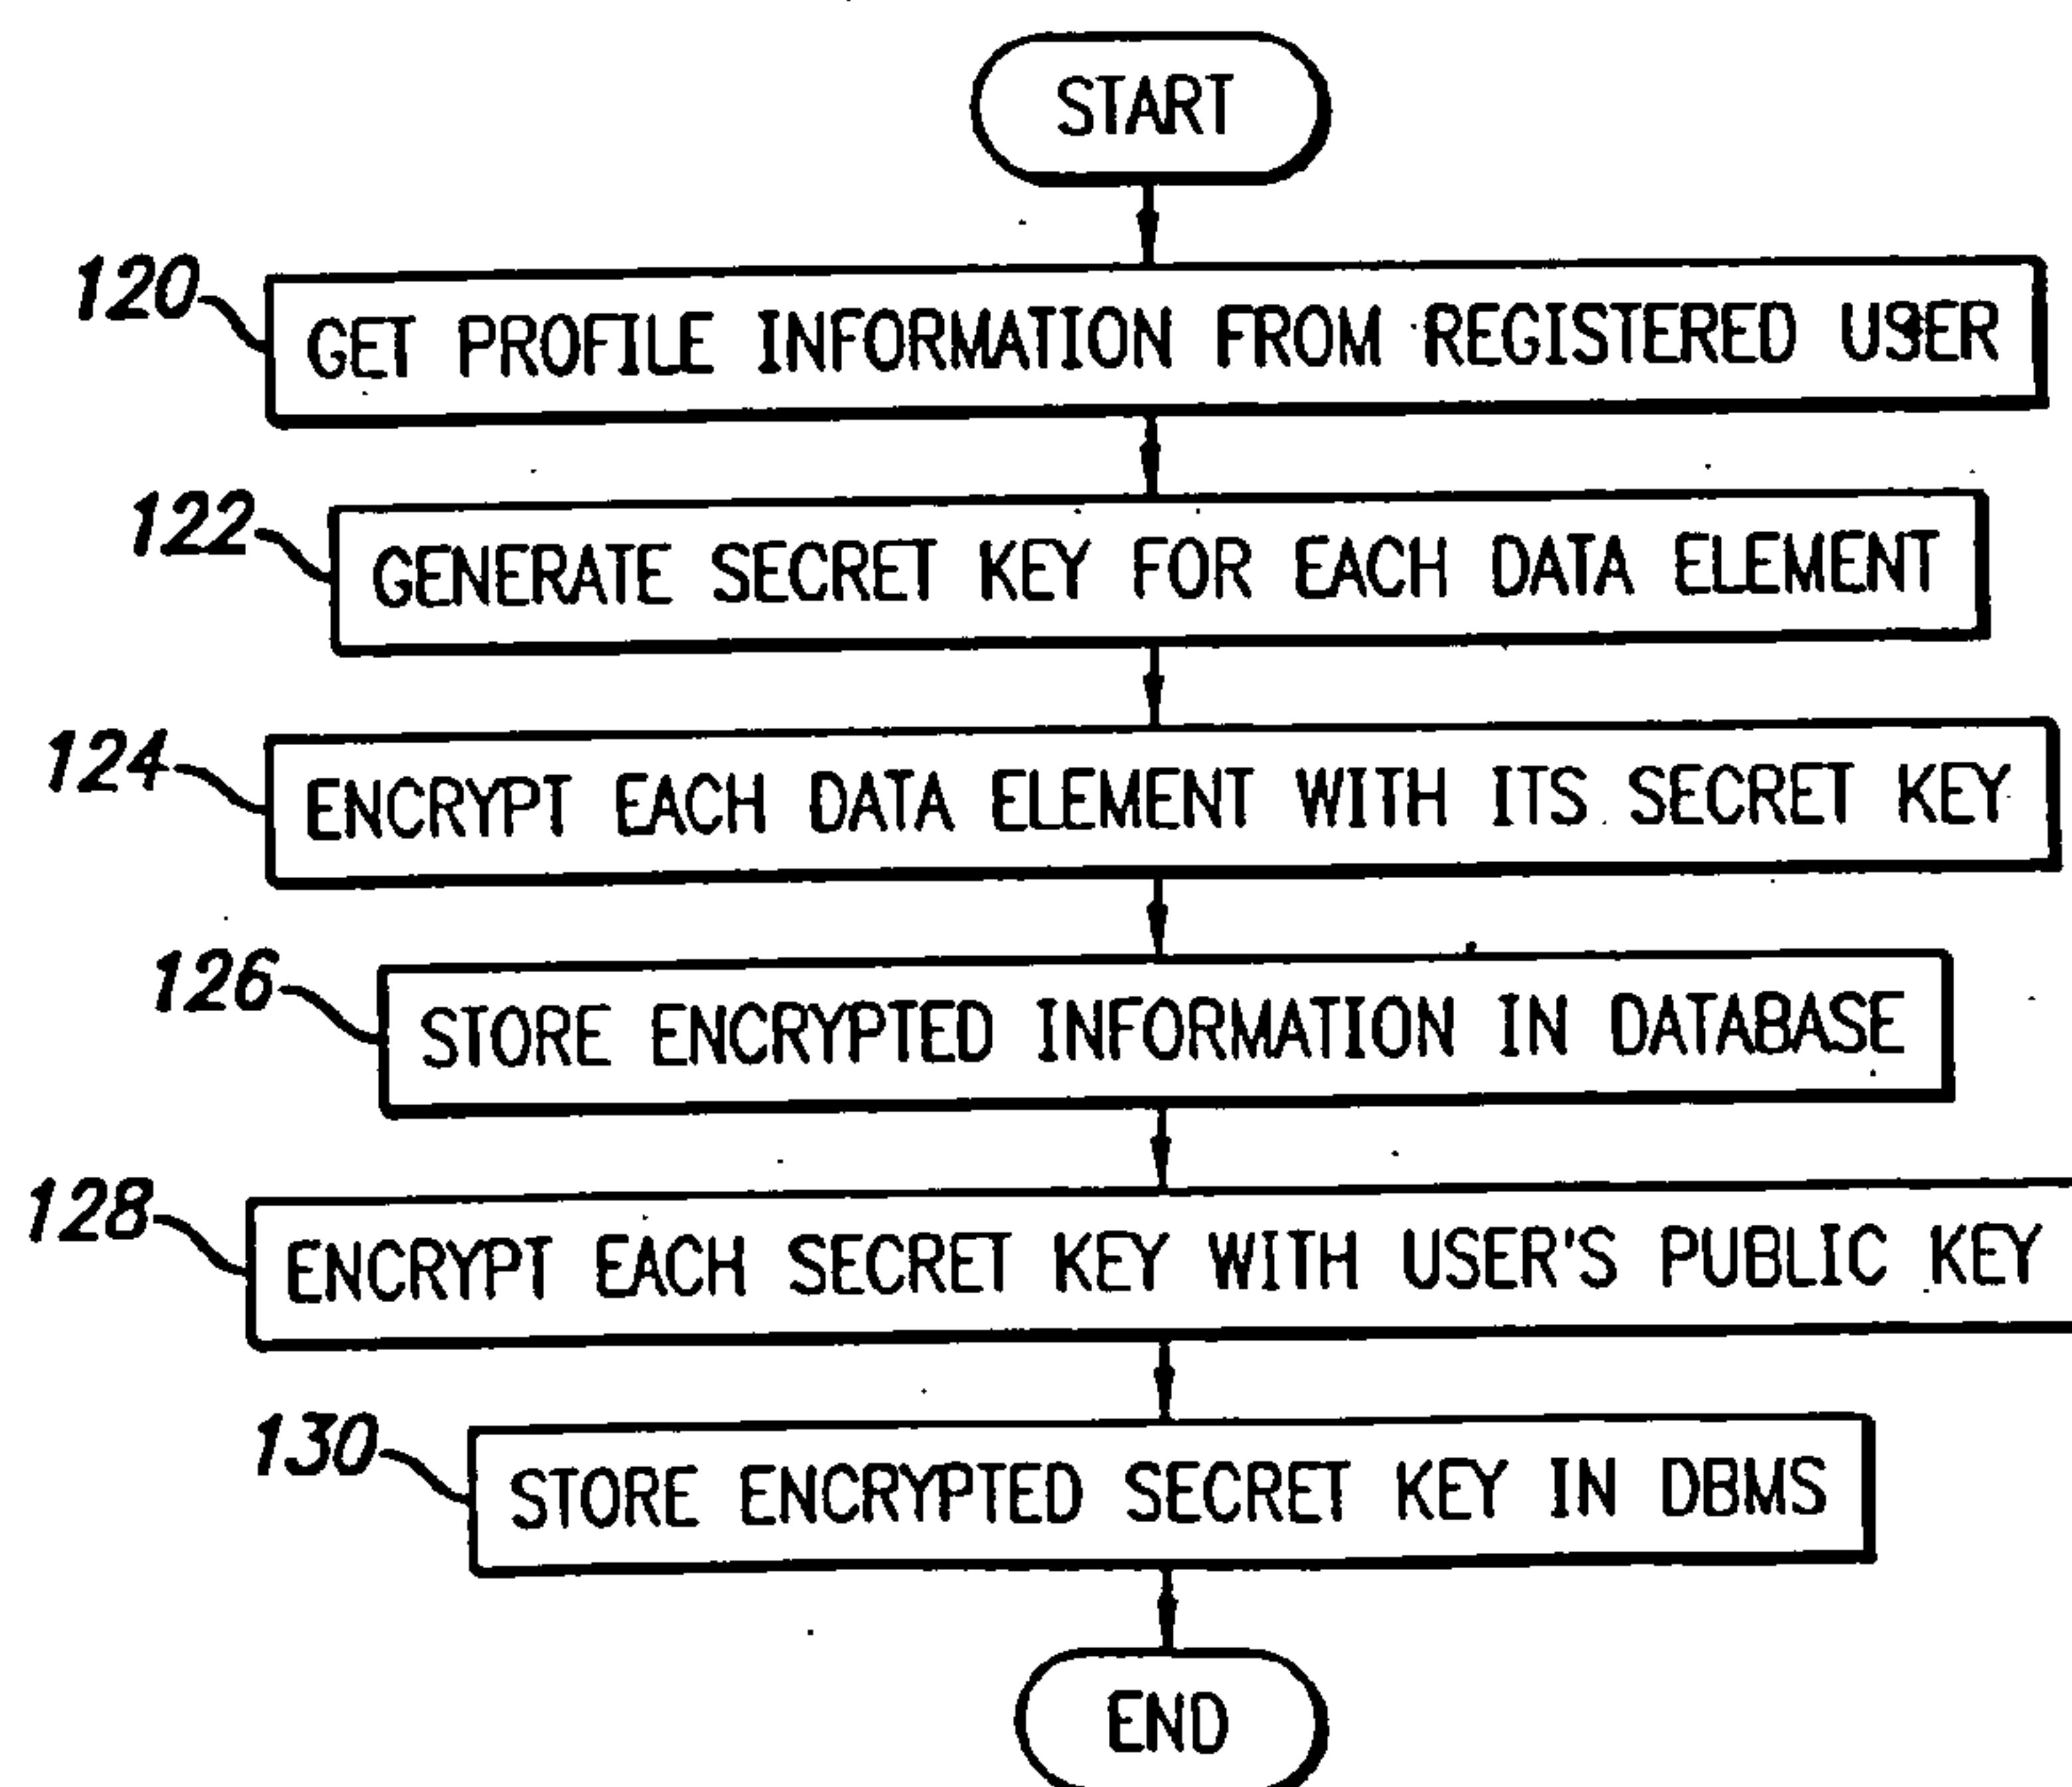 START
120
GET PROFILE INFORMATION FROM REGISTERED USER
122
GENERATE SECRET KEY FOR EACH DATA ELEMENT
124
ENCRYPT EACH DATA ELEMENT WITH ITS SECRET KEY
126
STORE ENCRYPTED INFORMATION IN DATABASE
128
ENCRYPT EACH SECRET KEY WITH USER'S PUBLIC KEY
130
STORE ENCRYPTED SECRET KEY IN DBMS
END